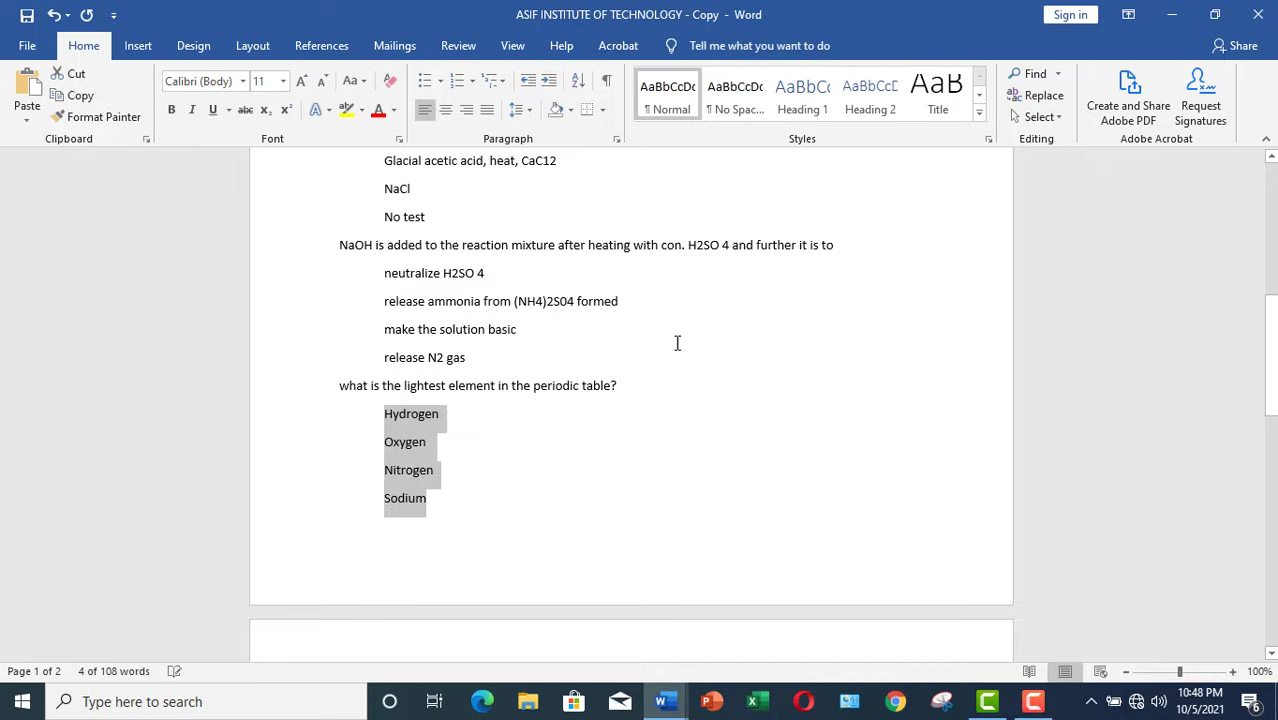 ASIF INSTITUTE OF TECHNOLOGY - Copy - Word
Sign in
File Home Insert Design Layout References Mailings Review View Help Acrobat Tell me what you want to do Share
Paste
Cut
Copy
Format Painter
Clipboard
Calibri (Body) 11
Font
Paragraph
AaBbCcDc AaBbCcDc AaBbCc AaBbCcD AaB
¶ Normal ¶ No Spac... Heading 1 Heading 2 Title
Styles
Find
Replace
Select
Editing
Create and Share Adobe PDF
Request Signatures
Adobe Acrobat
Glacial acetic acid, heat, CaC12
NaCl
No test
NaOH is added to the reaction mixture after heating with con. H2SO 4 and further it is to
neutralize H2SO 4
release ammonia from (NH4)2S04 formed
make the solution basic
release N2 gas
what is the lightest element in the periodic table?
Hydrogen
Oxygen
Nitrogen
Sodium
Page 1 of 2 4 of 108 words 100%
Type here to search
10:48 PM
10/5/2021
6